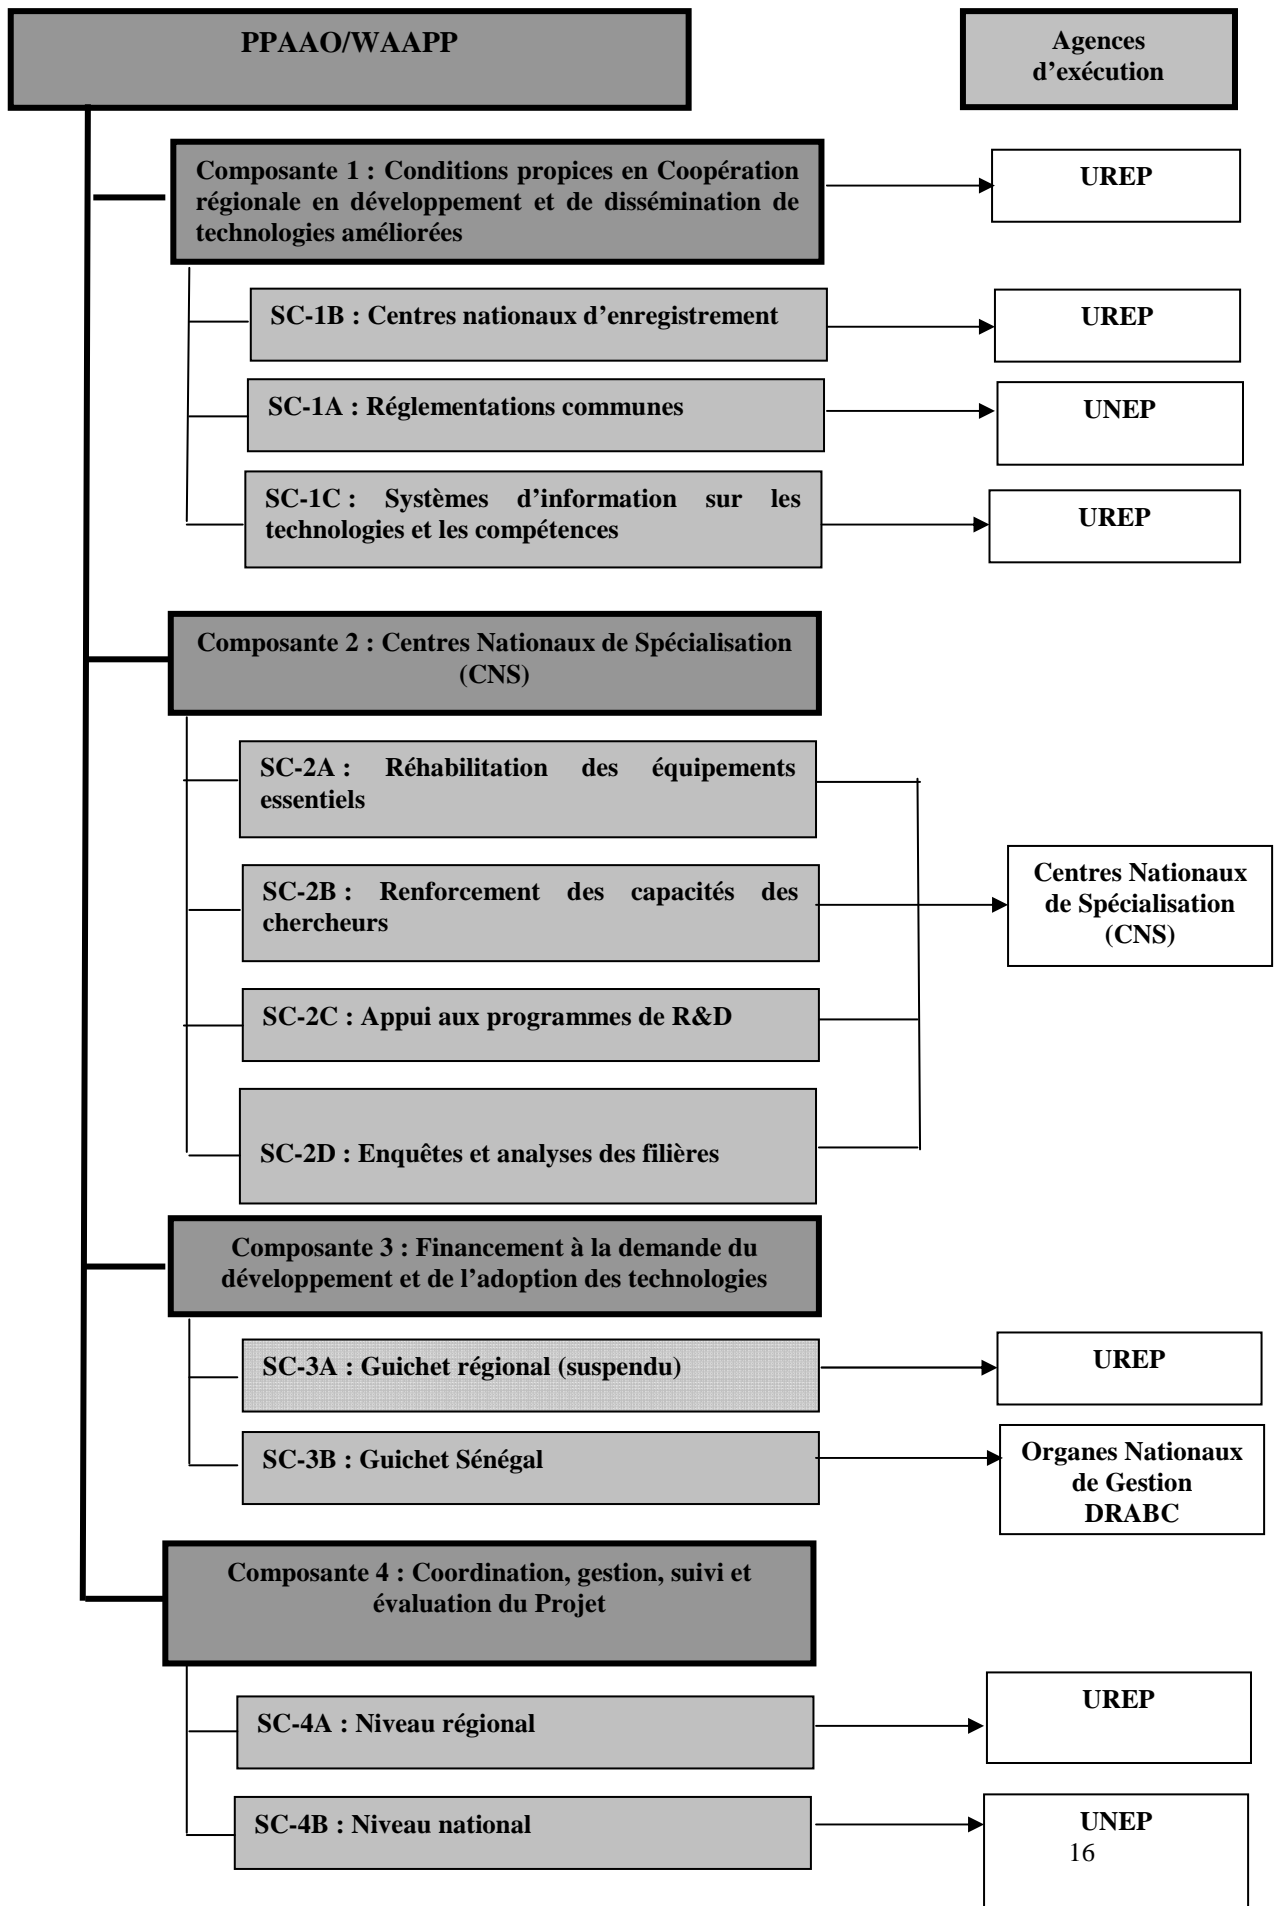 PPAAO/WAAPP
Agences
d’exécution
Composante 1 : Conditions propices en Coopération
régionale en développement et de dissémination de
technologies améliorées
UREP
SC-1B : Centres nationaux d’enregistrement
UREP
SC-1A : Réglementations communes
UNEP
SC-1C : Systèmes d’information sur les
technologies et les compétences
UREP
Composante 2 : Centres Nationaux de Spécialisation
(CNS)
SC-2A : Réhabilitation des équipements
essentiels
SC-2B : Renforcement des capacités des
chercheurs
Centres Nationaux
de Spécialisation
(CNS)
SC-2C : Appui aux programmes de R&D
SC-2D : Enquêtes et analyses des filières
Composante 3 : Financement à la demande du
développement et de l’adoption des technologies
SC-3A : Guichet régional (suspendu)
UREP
SC-3B : Guichet Sénégal
Organes Nationaux
de Gestion
DRABC
Composante 4 : Coordination, gestion, suivi et
évaluation du Projet
SC-4A : Niveau régional
UREP
SC-4B : Niveau national
UNEP
16